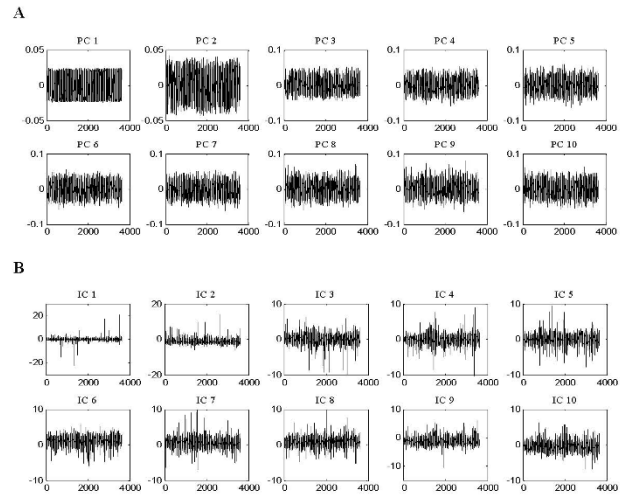 A
PC 1 PC 2 PC 3 PC 4 PC 5
0.05 0.05 0.1 0.1 0.1
0 0 0 0 0
-0.05 -0.05 -0.1 -0.1 -0.1
0 2000 4000 0 2000 4000 0 2000 4000 0 2000 4000 0 2000 4000
PC 6 PC 7 PC 8 PC 9 PC 10
0.1 0.1 0.1 0.1 0.1
0 0 0 0 0
-0.1 -0.1 -0.1 -0.1 -0.1
0 2000 4000 0 2000 4000 0 2000 4000 0 2000 4000 0 2000 4000
B
IC 1 IC 2 IC 3 IC 4 IC 5
20 20 10 10 10
0 0 0 0 0
-20 -20 -10 -10 -10
0 2000 4000 0 2000 4000 0 2000 4000 0 2000 4000 0 2000 4000
IC 6 IC 7 IC 8 IC 9 IC 10
10 10 10 10 10
0 0 0 0 0
-10 -10 -10 -10 -10
0 2000 4000 0 2000 4000 0 2000 4000 0 2000 4000 0 2000 4000